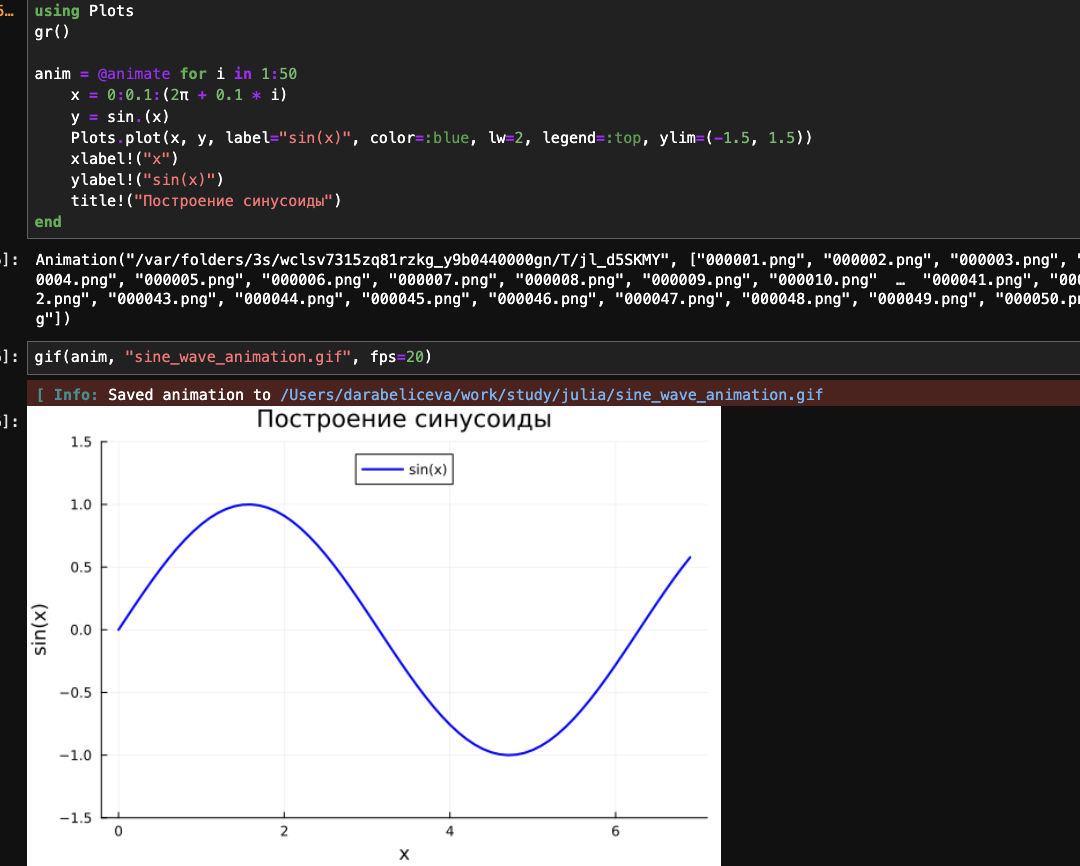 using Plots
gr()
anim = @animate for i in 1:50
x = 0:0.1:(2π + 0.1 * i)
y = sin.(x)
Plots.plot(x, y, label="sin(x)", color=:blue, lw=2, legend=:top, ylim=(-1.5, 1.5))
xlabel!("x")
ylabel!("sin(x)")
title!("Построение синусоиды")
end
]: Animation("/var/folders/3s/wclsv7315zq81rzkg_y9b0440000gn/T/jl_d5SKMY", ["000001.png", "000002.png", "000003.png", "
0004.png", "000005.png", "000006.png", "000007.png", "000008.png", "000009.png", "000010.png" … "000041.png", "00
2.png", "000043.png", "000044.png", "000045.png", "000046.png", "000047.png", "000048.png", "000049.png", "000050.pn
g"])
]: gif(anim, "sine_wave_animation.gif", fps=20)
[ Info: Saved animation to /Users/darabeliceva/work/study/julia/sine_wave_animation.gif
]:
Построение синусоиды
1.5
sin(x)
1.0
0.5
0.0
sin(x)
−0.5
−1.0
−1.5
0 2 4 6
x